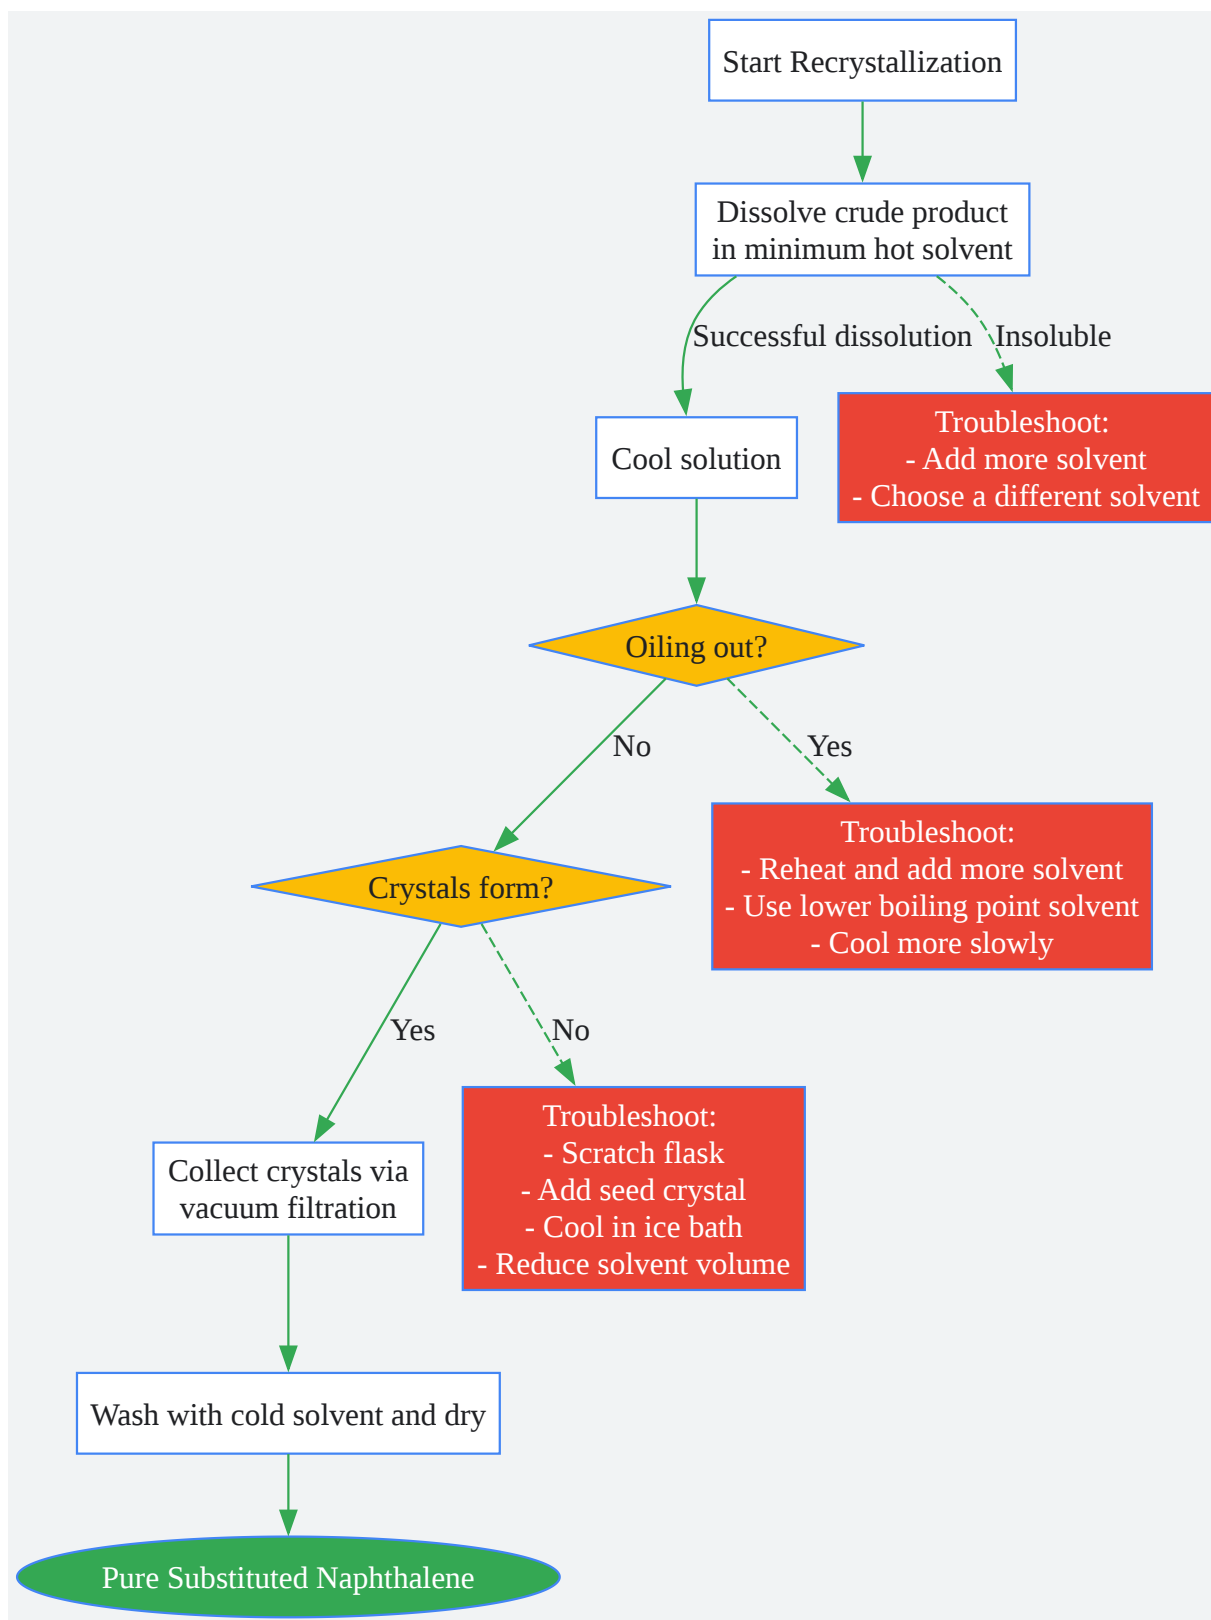 Start Recrystallization
Dissolve crude product
in minimum hot solvent
Successful dissolution
Insoluble
Cool solution
Troubleshoot:
- Add more solvent
- Choose a different solvent
Oiling out?
No
Yes
Troubleshoot:
- Reheat and add more solvent
- Use lower boiling point solvent
- Cool more slowly
Crystals form?
Yes
No
Collect crystals via
vacuum filtration
Troubleshoot:
- Scratch flask
- Add seed crystal
- Cool in ice bath
- Reduce solvent volume
Wash with cold solvent and dry
Pure Substituted Naphthalene